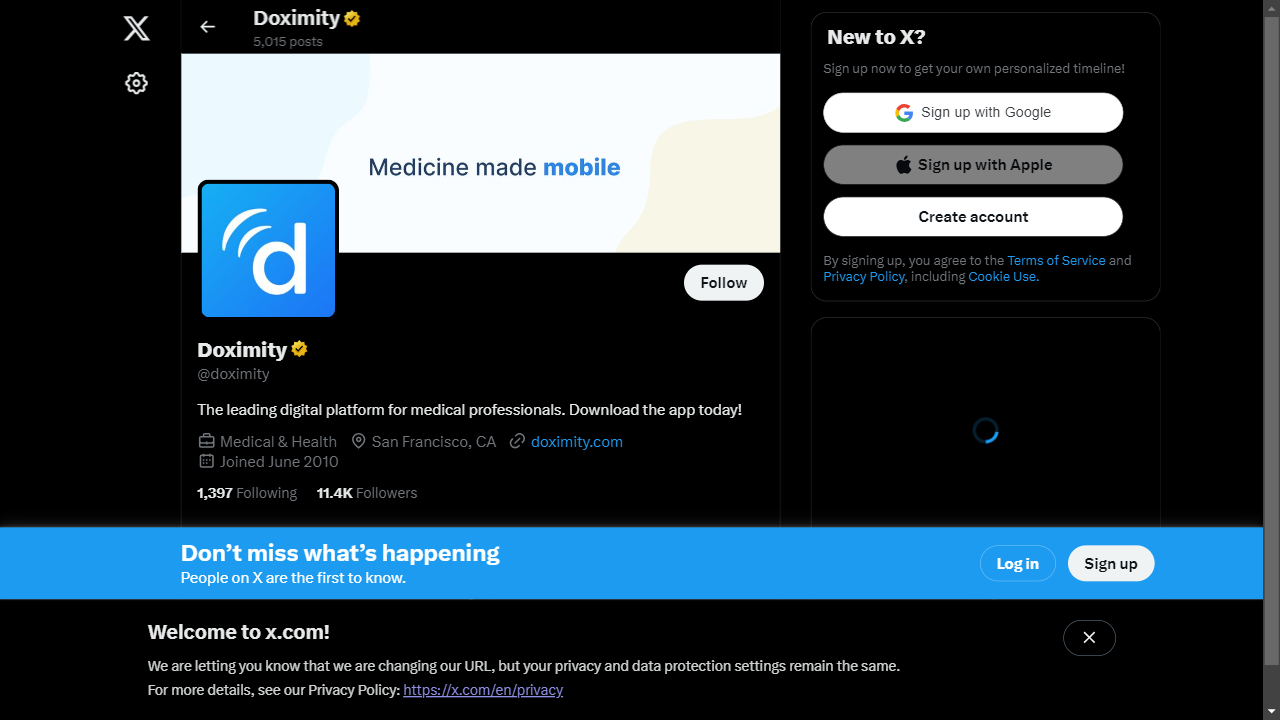 Doximity
5,015 posts
Medicine made mobile
Follow
Doximity
@doximity
The leading digital platform for medical professionals. Download the app today!
Medical & Health San Francisco, CA doximity.com
Joined June 2010
1,397 Following 11.4K Followers
New to X?
Sign up now to get your own personalized timeline!
Sign up with Google
Sign up with Apple
Create account
By signing up, you agree to the Terms of Service and
Privacy Policy, including Cookie Use.
Don’t miss what’s happening
People on X are the first to know.
Log in
Sign up
Welcome to x.com!
We are letting you know that we are changing our URL, but your privacy and data protection settings remain the same.
For more details, see our Privacy Policy: https://x.com/en/privacy